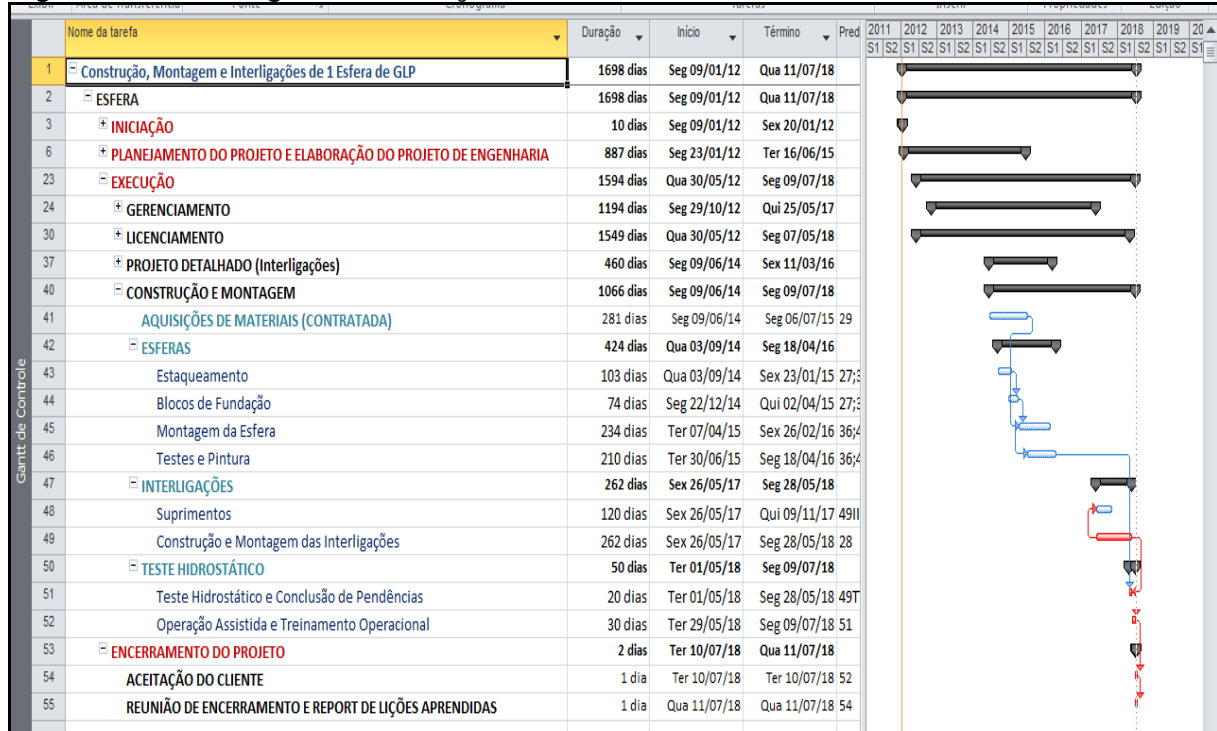 Nome da tarefa Duração Início Término Pred 2011 2012 2013 2014 2015 2016 2017 2018 2019 20
S1 S2 S1 S2 S1 S2 S1 S2 S1 S2 S1 S2 S1 S2 S1 S2 S1 S2 S1
1 Construção, Montagem e Interligações de 1 Esfera de GLP 1698 dias Seg 09/01/12 Qua 11/07/18
2 ESFERA 1698 dias Seg 09/01/12 Qua 11/07/18
3 INICIAÇÃO 10 dias Seg 09/01/12 Sex 20/01/12
6 PLANEJAMENTO DO PROJETO E ELABORAÇÃO DO PROJETO DE ENGENHARIA 887 dias Seg 23/01/12 Ter 16/06/15
23 EXECUÇÃO 1594 dias Qua 30/05/12 Seg 09/07/18
24 GERENCIAMENTO 1194 dias Seg 29/10/12 Qui 25/05/17
30 LICENCIAMENTO 1549 dias Qua 30/05/12 Seg 07/05/18
37 PROJETO DETALHADO (Interligações) 460 dias Seg 09/06/14 Sex 11/03/16
40 CONSTRUÇÃO E MONTAGEM 1066 dias Seg 09/06/14 Seg 09/07/18
41 AQUISIÇÕES DE MATERIAIS (CONTRATADA) 281 dias Seg 09/06/14 Seg 06/07/15 29
42 ESFERAS 424 dias Qua 03/09/14 Seg 18/04/16
43 Estaqueamento 103 dias Qua 03/09/14 Sex 23/01/15 27;3
44 Blocos de Fundação 74 dias Seg 22/12/14 Qui 02/04/15 27;3
45 Montagem da Esfera 234 dias Ter 07/04/15 Sex 26/02/16 36;4
46 Testes e Pintura 210 dias Ter 30/06/15 Seg 18/04/16 36;4
47 INTERLIGAÇÕES 262 dias Sex 26/05/17 Seg 28/05/18
48 Suprimentos 120 dias Sex 26/05/17 Qui 09/11/17 49II
49 Construção e Montagem das Interligações 262 dias Sex 26/05/17 Seg 28/05/18 28
50 TESTE HIDROSTÁTICO 50 dias Ter 01/05/18 Seg 09/07/18
51 Teste Hidrostático e Conclusão de Pendências 20 dias Ter 01/05/18 Seg 28/05/18 49T
52 Operação Assistida e Treinamento Operacional 30 dias Ter 29/05/18 Seg 09/07/18 51
53 ENCERRAMENTO DO PROJETO 2 dias Ter 10/07/18 Qua 11/07/18
54 ACEITAÇÃO DO CLIENTE 1 dia Ter 10/07/18 Ter 10/07/18 52
55 REUNIÃO DE ENCERRAMENTO E REPORT DE LIÇÕES APRENDIDAS 1 dia Qua 11/07/18 Qua 11/07/18 54
Gantt de Controle